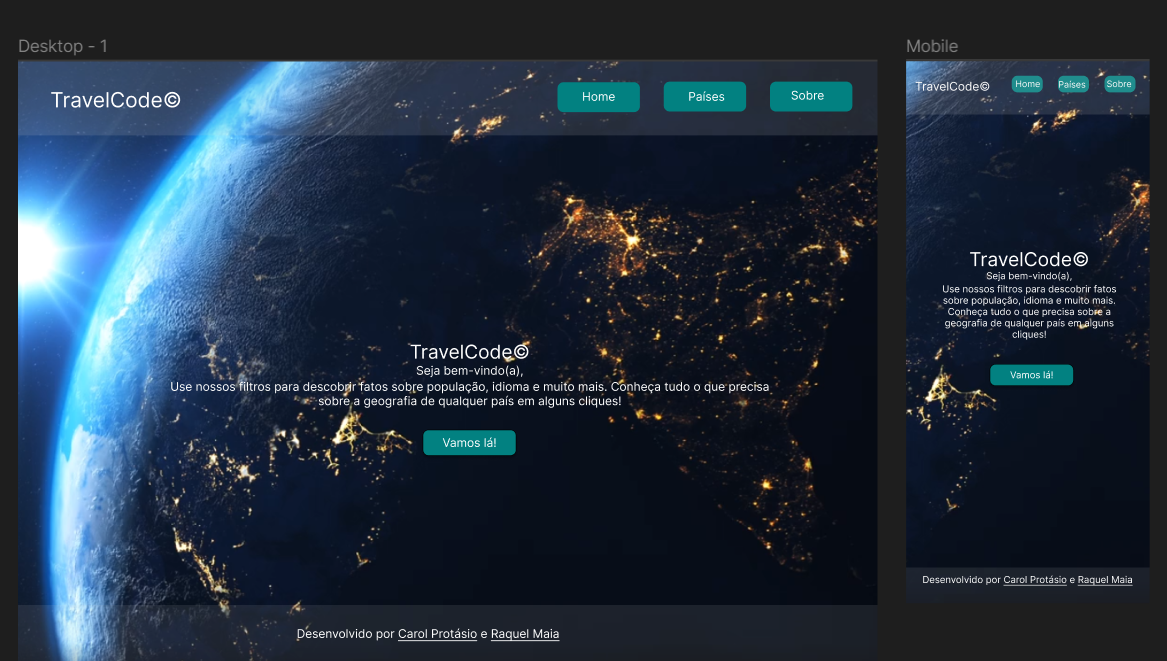 Desktop - 1
TravelCode©
Home
Países
Sobre
TravelCode©
Seja bem-vindo(a),
Use nossos filtros para descobrir fatos sobre população, idioma e muito mais. Conheça tudo o que precisa
sobre a geografia de qualquer país em alguns cliques!
Vamos lá!
Desenvolvido por Carol Protásio e Raquel Maia
Mobile
TravelCode©
Home
Países
Sobre
TravelCode©
Seja bem-vindo(a),
Use nossos filtros para descobrir fatos
sobre população, idioma e muito mais.
Conheça tudo o que precisa sobre a
geografia de qualquer país em alguns
cliques!
Vamos lá!
Desenvolvido por Carol Protásio e Raquel Maia